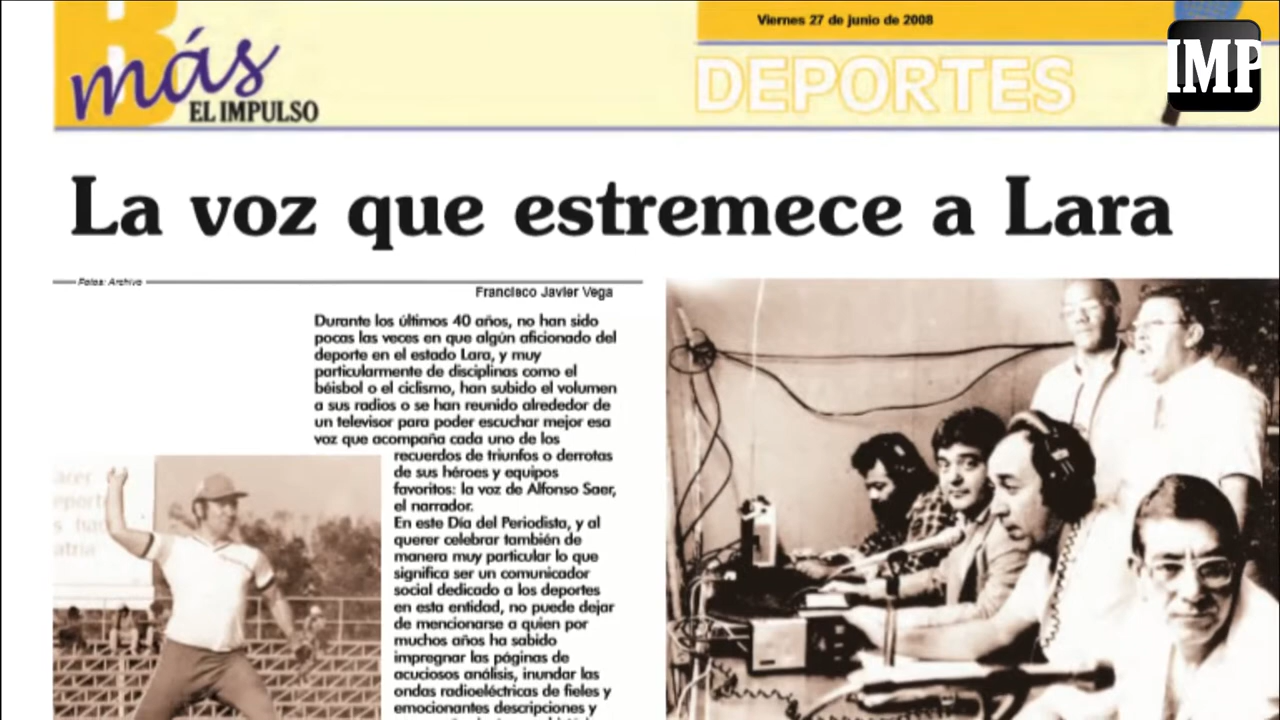 B
más
EL IMPULSO
Viernes 27 de junio de 2008
DEPORTES
IMP
La voz que estremece a Lara
Fotos: Archivo
Francisco Javier Vega
Durante los últimos 40 años, no han sido
pocas las veces en que algún aficionado del
deporte en el estado Lara, y muy
particularmente de disciplinas como el
béisbol o el ciclismo, han subido el volumen
a sus radios o se han reunido alrededor de
un televisor para poder escuchar mejor esa
voz que acompaña cada uno de los
recuerdos de triunfos o derrotas
de sus héroes y equipos
favoritos: la voz de Alfonso Saer,
el narrador.
En este Día del Periodista, y al
querer celebrar también de
manera muy particular lo que
significa ser un comunicador
social dedicado a los deportes
en esta entidad, no puede dejar
de mencionarse a quien por
muchos años ha sabido
impregnar las páginas de
acuciosos análisis, inundar las
ondas radioeléctricas de fieles y
emocionantes descripciones y